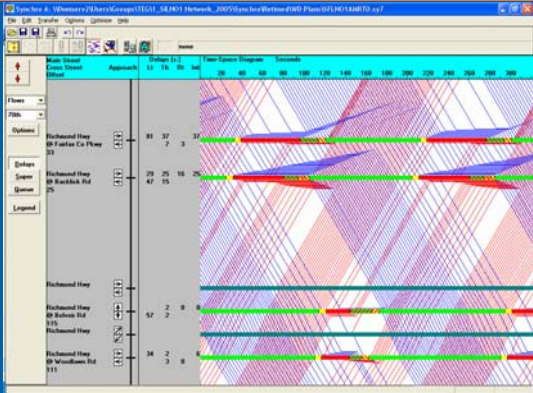 Synchro 6:
File Edit Transfer Options Optimize Help
none
Main Street Delays (s.) Time-Space Diagram Seconds
Cross Street Approach Lt Th Rt Int
Offset 20 40 60 80 100 120 140 160 180 200 220 240 260 280 300
Flows
70th
Options
Delays
Super
Queue
Legend
Richmond Hwy 81 37 37
@ Fairfax Co Pkwy 7 3
33
Richmond Hwy 29 25 16 25
@ Backlick Rd 47 15
25
Richmond Hwy
Richmond Hwy 2 0
@ Belvoir Rd 57 2
115
Richmond Hwy
Richmond Hwy 34 2
@ Woodlawn Rd 3 0
111